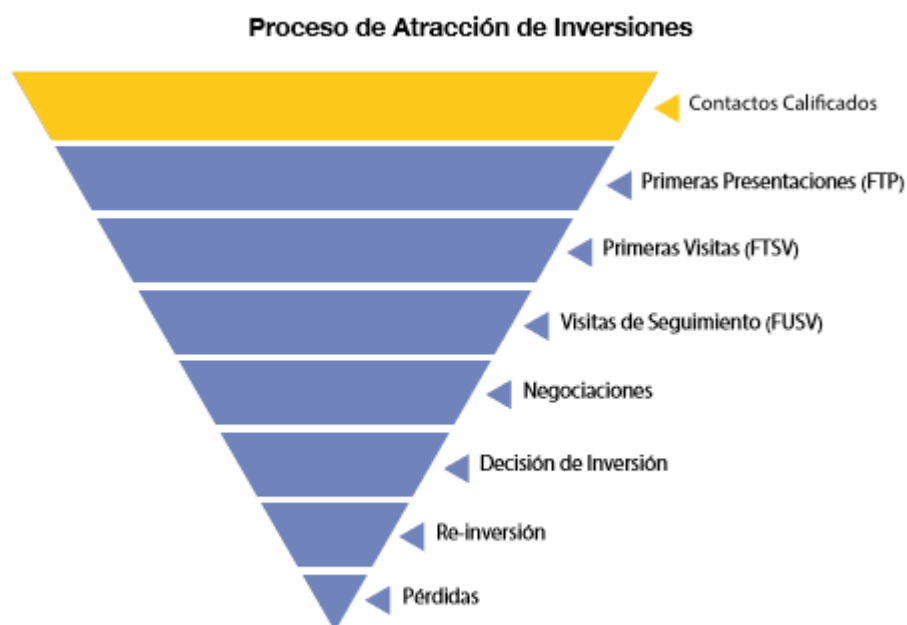 Proceso de Atracción de Inversiones
Contactos Calificados
Primeras Presentaciones (FTP)
Primeras Visitas (FTSV)
Visitas de Seguimiento (FUSV)
Negociaciones
Decisión de Inversión
Re-inversión
Pérdidas